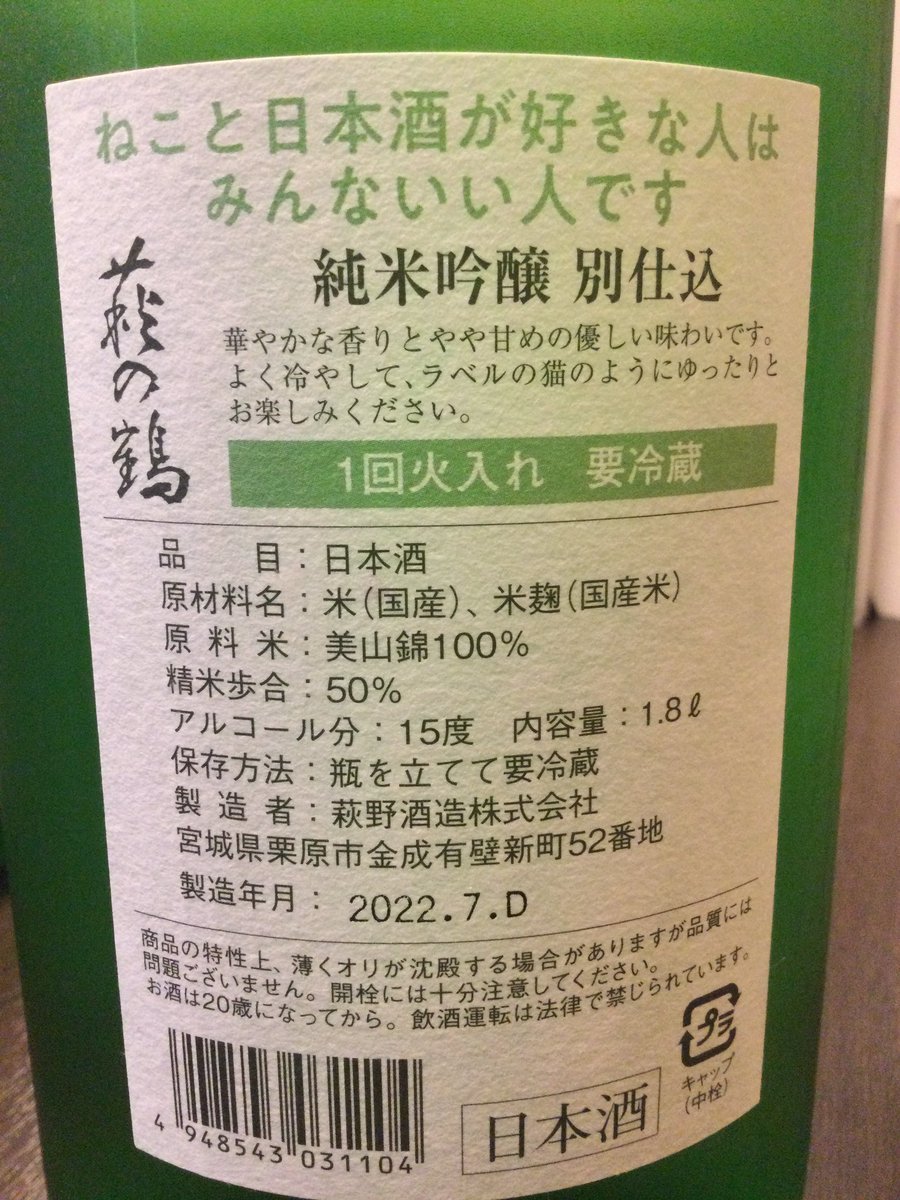 ねこと日本酒が好きな人は
みんないい人です
萩の鶴
純米吟醸 別仕込
華やかな香りとやや甘めの優しい味わいです。
よく冷やして、ラベルの猫のようにゆったりと
お楽しみください。
1回火入れ 要冷蔵
品目：日本酒
原材料名：米（国産）、米麹（国産米）
原料米：美山錦100%
精米歩合：50%
アルコール分：15度 内容量：1.8ℓ
保存方法：瓶を立てて要冷蔵
製造者：萩野酒造株式会社
宮城県栗原市金成有壁新町52番地
製造年月：2022.7.D
商品の特性上、薄くオリが沈殿する場合がありますが品質には
問題ございません。開栓には十分注意してください。
お酒は20歳になってから。飲酒運転は法律で禁じられています。
プラ
キャップ
（中栓）
4 948543 031104
日本酒